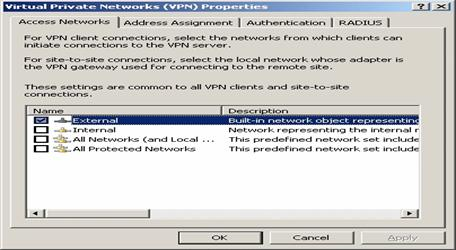 Virtual Private Networks (VPN) Properties
Access Networks
Address Assignment
Authentication
RADIUS
For VPN client connections, select the networks from which clients can
initiate connections to the VPN server.
For site-to-site connections, select the local network whose adapter is
the VPN gateway used for connecting to the remote site.
These settings are common to all VPN clients and site-to-site
connections.
Name Description
External Built-in network object representing
Internal Network representing the internal r
All Networks (and Local ... This predefined network set include
All Protected Networks This predefined network set include
OK Cancel Apply